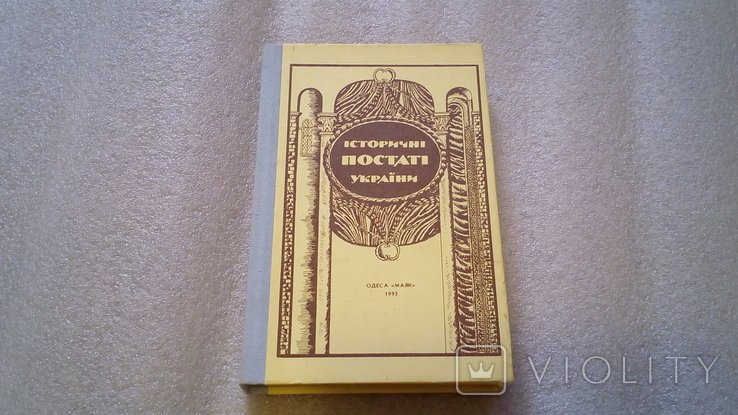 ІСТОРИЧНІ
ПОСТАТІ
УКРАЇНИ
ОДЕСА «МАЯК»
1993
VIOLITY